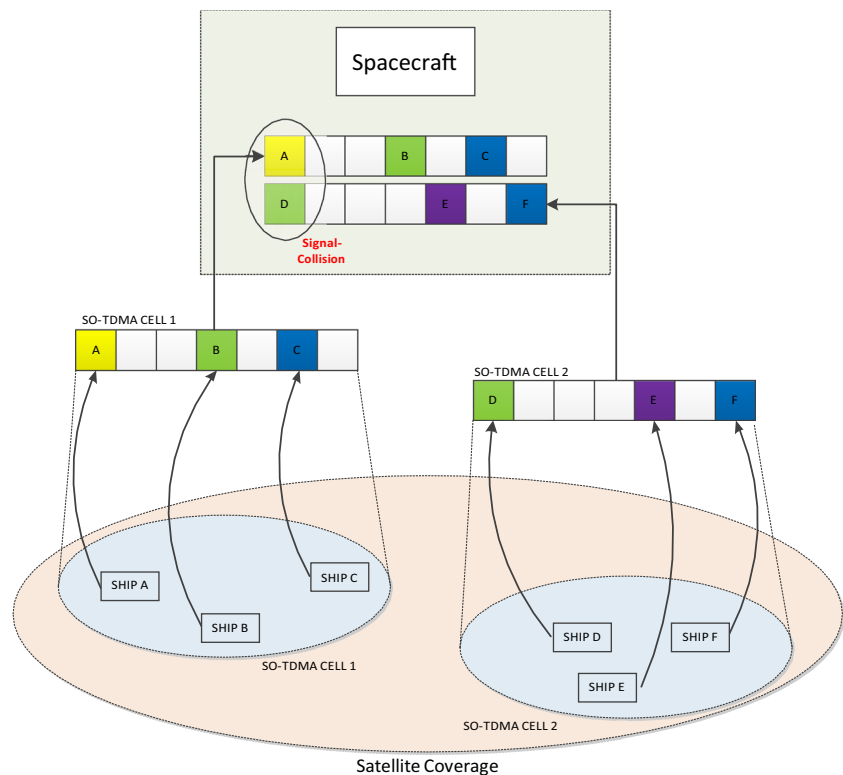 Spacecraft
A B C
D E F
Signal-
Collision
SO-TDMA CELL 1
A B C
SO-TDMA CELL 2
D E F
SHIP A
SHIP B
SHIP C
SO-TDMA CELL 1
SHIP D
SHIP E
SHIP F
SO-TDMA CELL 2
Satellite Coverage